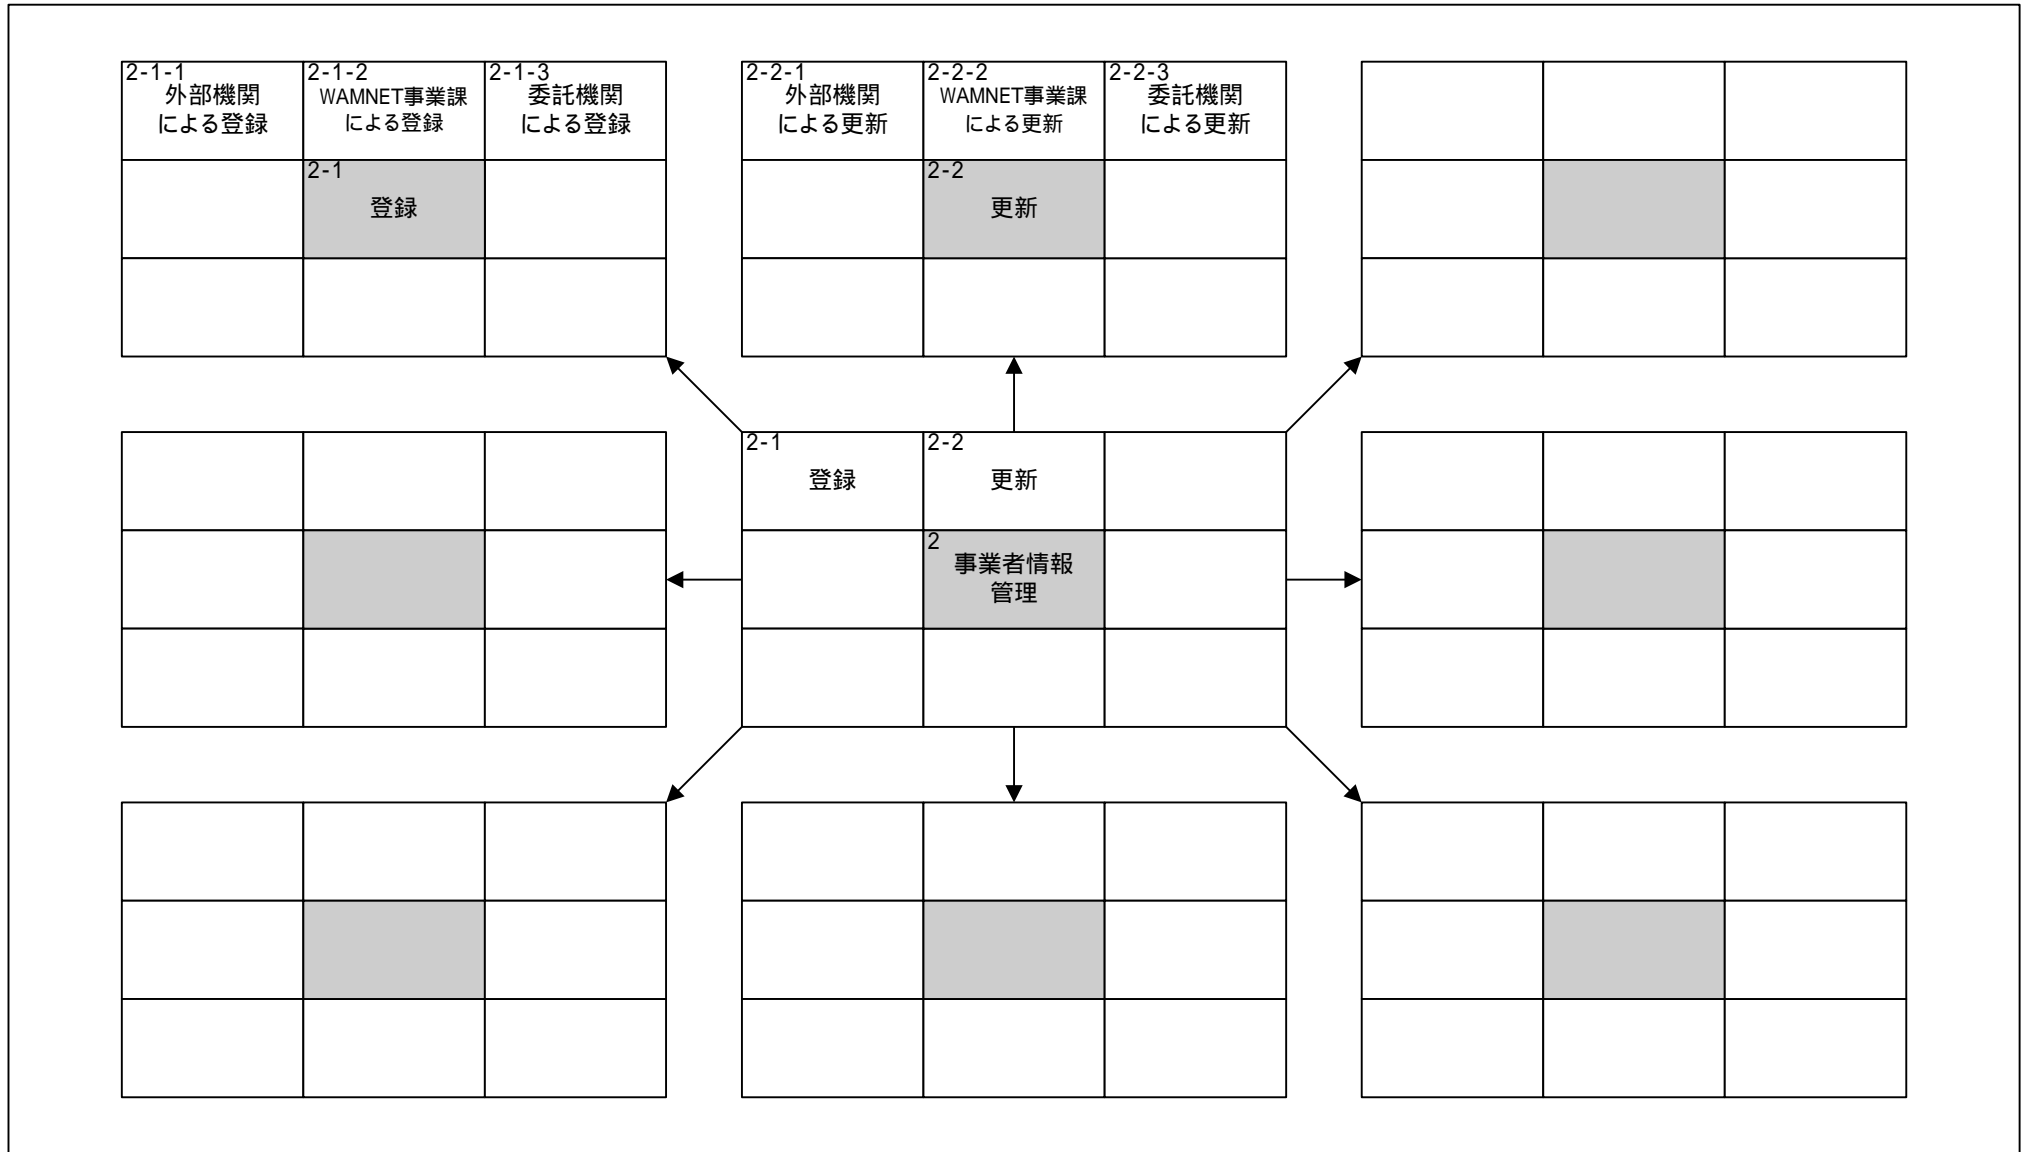 2-1-1
外部機関
による登録
2-1-2
WAMNET事業課
による登録
2-1-3
委託機関
による登録
2-1
登録
2-2-1
外部機関
による更新
2-2-2
WAMNET事業課
による更新
2-2-3
委託機関
による更新
2-2
更新
2-1
登録
2-2
更新
2
事業者情報
管理